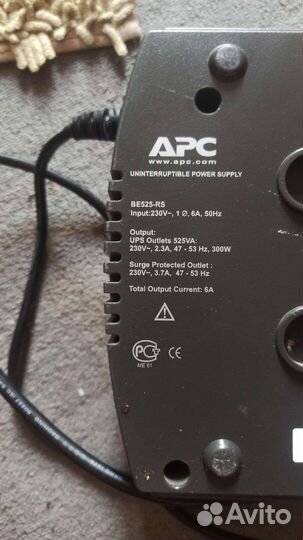 APC
www.apc.com
UNINTERRUPTIBLE POWER SUPPLY
BE525-RS
Input:230V~, 1 Ø, 6A, 50Hz
Output:
UPS Outlets 525VA:
230V~, 2.3A, 47 - 53 Hz, 300W
Surge Protected Outlet :
230V~, 3.7A, 47 - 53 Hz
Total Output Current: 6A
PG CE
ME 61
Avito